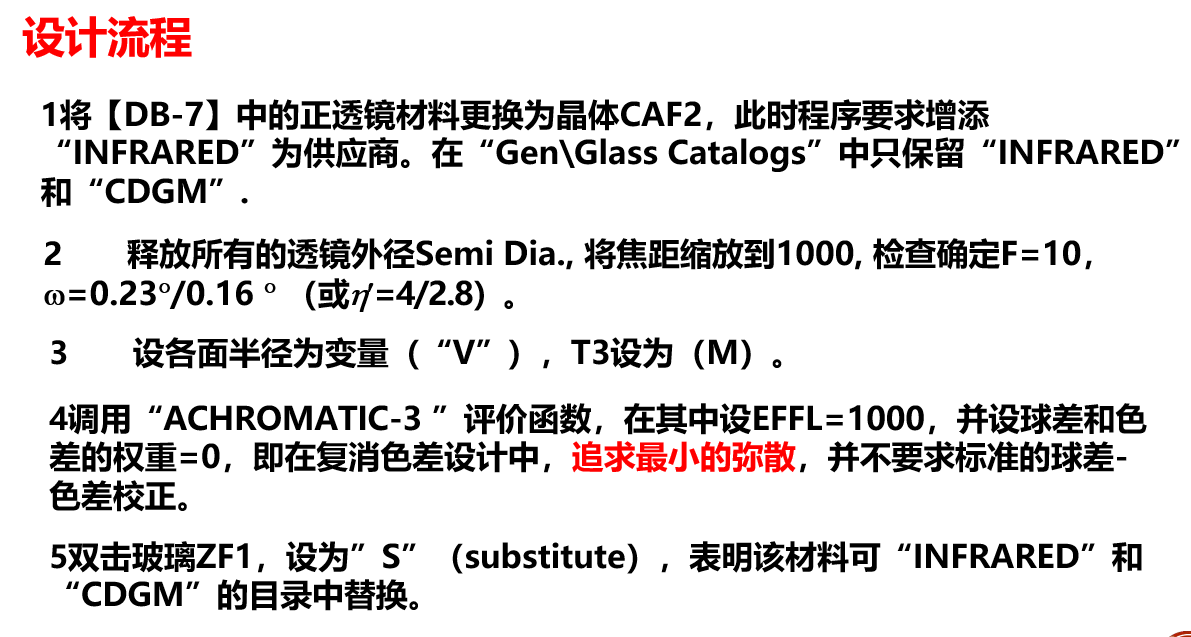 设计流程
1将【DB-7】中的正透镜材料更换为晶体CAF2，此时程序要求增添
“INFRARED”为供应商。在“Gen\Glass Catalogs”中只保留“INFRARED”
和“CDGM”.
2 释放所有的透镜外径Semi Dia., 将焦距缩放到1000, 检查确定F=10，
ω=0.23°/0.16 °（或η′=4/2.8）。
3 设各面半径为变量（“V”），T3设为（M）。
4调用“ACHROMATIC-3 ”评价函数，在其中设EFFL=1000，并设球差和色
差的权重=0，即在复消色差设计中，追求最小的弥散，并不要求标准的球差-
色差校正。
5双击玻璃ZF1，设为”S”（substitute），表明该材料可“INFRARED”和
“CDGM”的目录中替换。